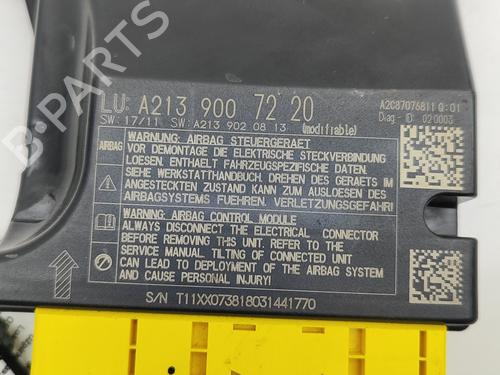 B-PARTS
LU: A213 900 72 20
A2C87076811 Q:01
SW: 17/11 SW: A213 902 08 13 (modifiable)
Diag-ID: 020003
WARNUNG: AIRBAG STEUERGERAET
VOR DEMONTAGE DIE ELEKTRISCHE STECKVERBINDUNG
LOESEN. ENTHAELT FAHRZEUGSPEZIFISCHE DATEN.
SIEHE WERKSTATTHANDBUCH. DREHEN DES GERAETS IM
ANGESTECKTEN ZUSTAND KANN ZUM AUSLOESEN DES
AIRBAGSYSTEMS FUEHREN. VERLETZUNGSGEFAHR!
AIRBAG
WARNING: AIRBAG CONTROL MODULE
ALWAYS DISCONNECT THE ELECTRICAL CONNECTOR
BEFORE REMOVING THIS UNIT. REFER TO THE
SERVICE MANUAL. TILTING OF CONNECTED UNIT
CAN LEAD TO DEPLOYMENT OF THE AIRBAG SYSTEM
AND CAUSE PERSONAL INJURY!
S/N T11XX073818031441770